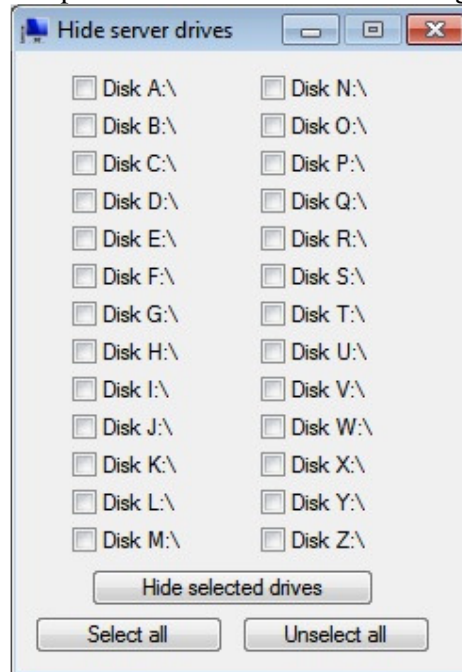 Hide server drives
Disk A:\
Disk B:\
Disk C:\
Disk D:\
Disk E:\
Disk F:\
Disk G:\
Disk H:\
Disk I:\
Disk J:\
Disk K:\
Disk L:\
Disk M:\
Disk N:\
Disk O:\
Disk P:\
Disk Q:\
Disk R:\
Disk S:\
Disk T:\
Disk U:\
Disk V:\
Disk W:\
Disk X:\
Disk Y:\
Disk Z:\
Hide selected drives
Select all
Unselect all